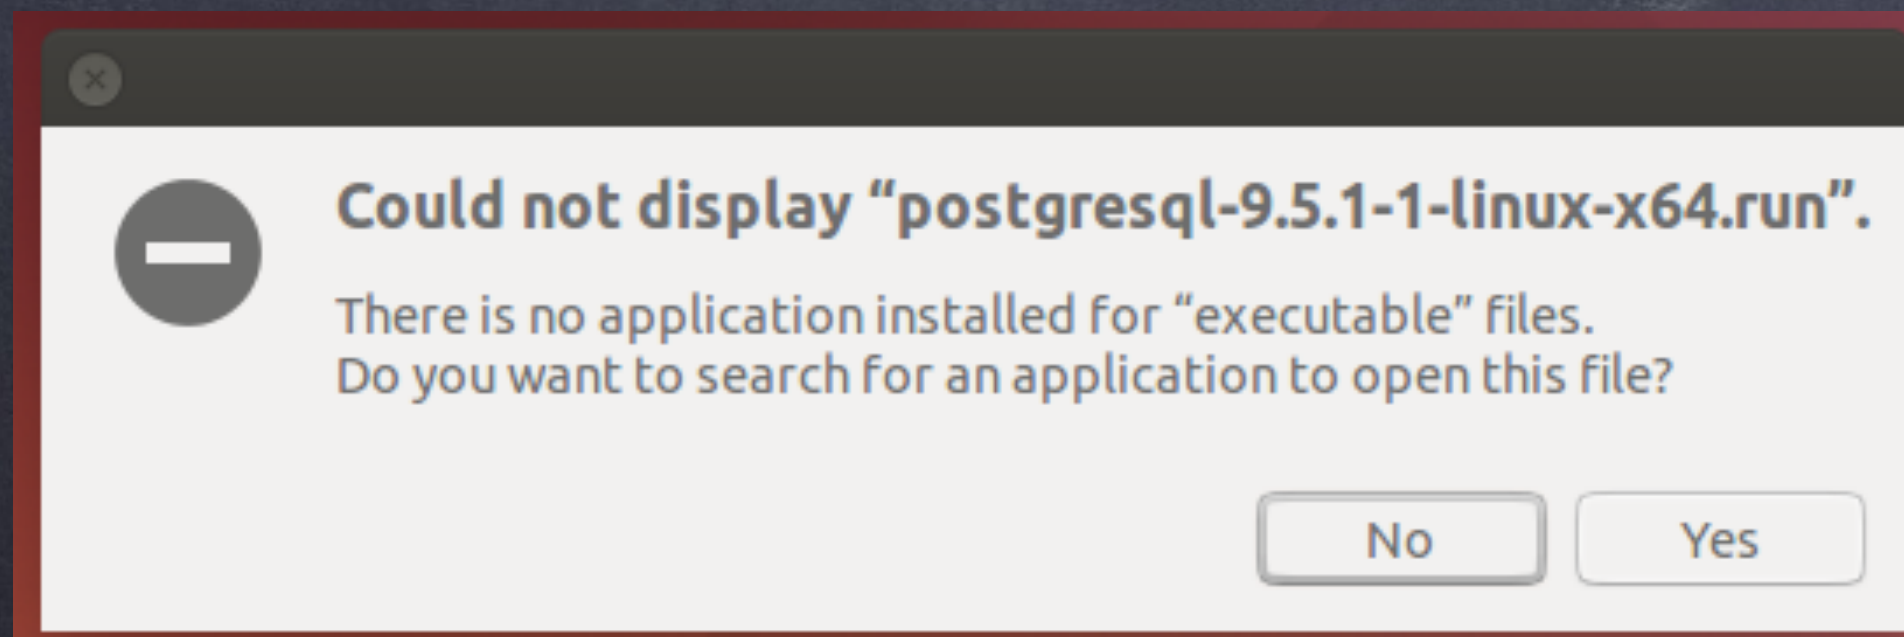 Could not display “postgresql-9.5.1-1-linux-x64.run”.
There is no application installed for “executable” files.
Do you want to search for an application to open this file?
No Yes